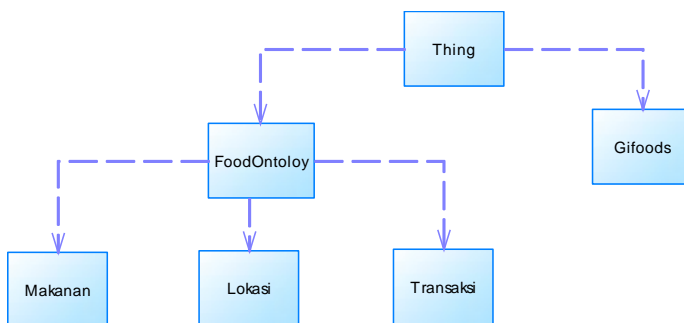 Thing
Gifoods
FoodOntoloy
Makanan
Lokasi
Transaksi